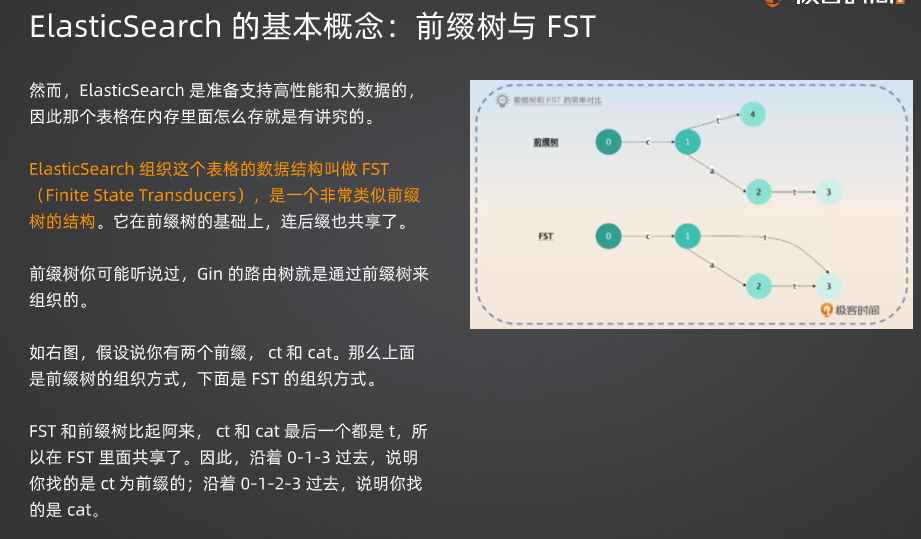 ElasticSearch 的基本概念：前缀树与 FST
极客时间
然而，ElasticSearch 是准备支持高性能和大数据的，
因此那个表格在内存里面怎么存就是有讲究的。
ElasticSearch 组织这个表格的数据结构叫做 FST
（Finite State Transducers），是一个非常类似前缀
树的结构。它在前缀树的基础上，连后缀也共享了。
前缀树你可能听说过，Gin 的路由树就是通过前缀树来
组织的。
如右图，假设说你有两个前缀， ct 和 cat。那么上面
是前缀树的组织方式，下面是 FST 的组织方式。
FST 和前缀树比起阿来， ct 和 cat 最后一个都是 t，所
以在 FST 里面共享了。因此，沿着 0-1-3 过去，说明
你找的是 ct 为前缀的；沿着 0-1-2-3 过去，说明你找
的是 cat。
前缀树和 FST 的简单对比
t
4
前缀树
0
c
1
a
2
t
3
FST
0
c
1
t
a
2
t
3
极客时间